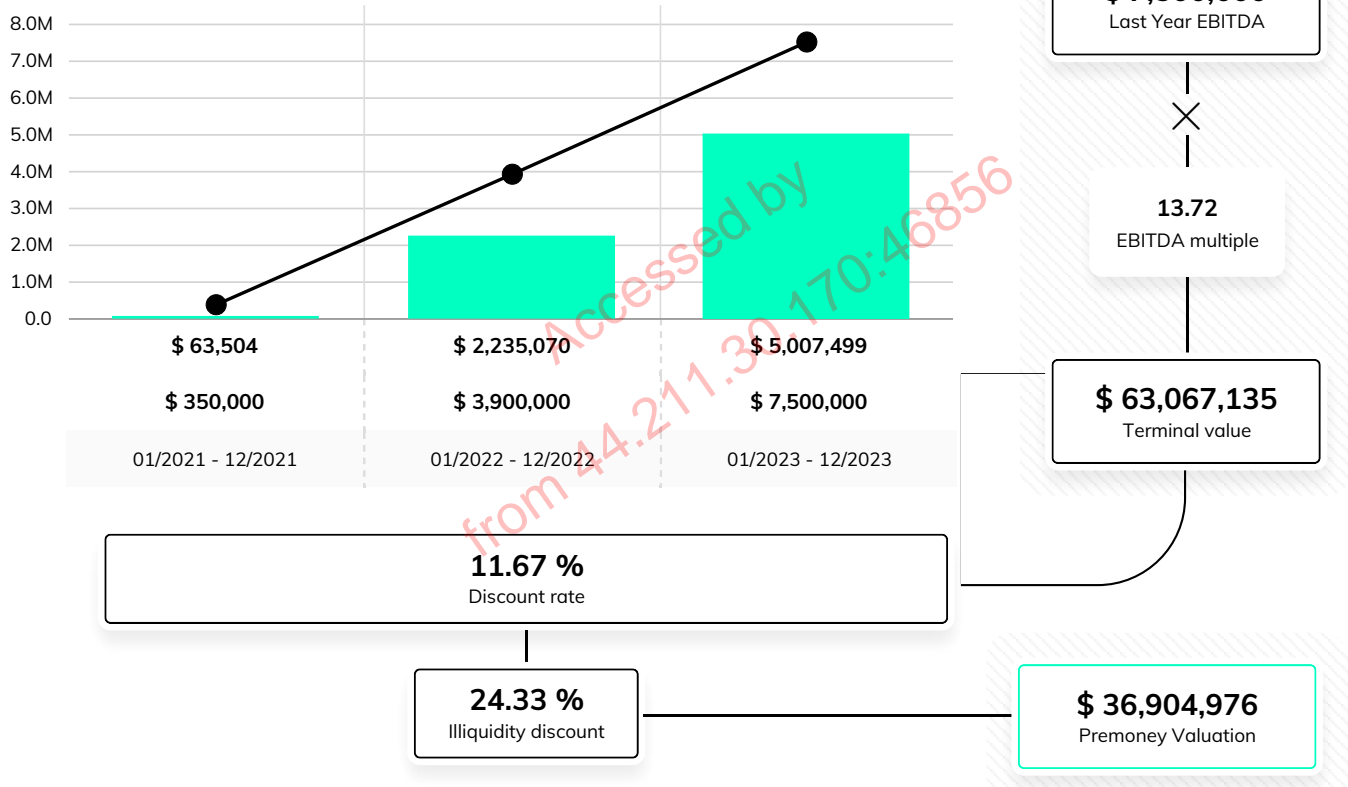 8.0M
7.0M
6.0M
5.0M
4.0M
3.0M
2.0M
1.0M
0.0
$ 63,504 $ 2,235,070 $ 5,007,499
$ 350,000 $ 3,900,000 $ 7,500,000
01/2021 - 12/2021 01/2022 - 12/2022 01/2023 - 12/2023
11.67 %
Discount rate
24.33 %
Illiquidity discount
Last Year EBITDA
13.72
EBITDA multiple
$ 63,067,135
Terminal value
$ 36,904,976
Premoney Valuation
Accessed by
from 44.211.30.170:46856